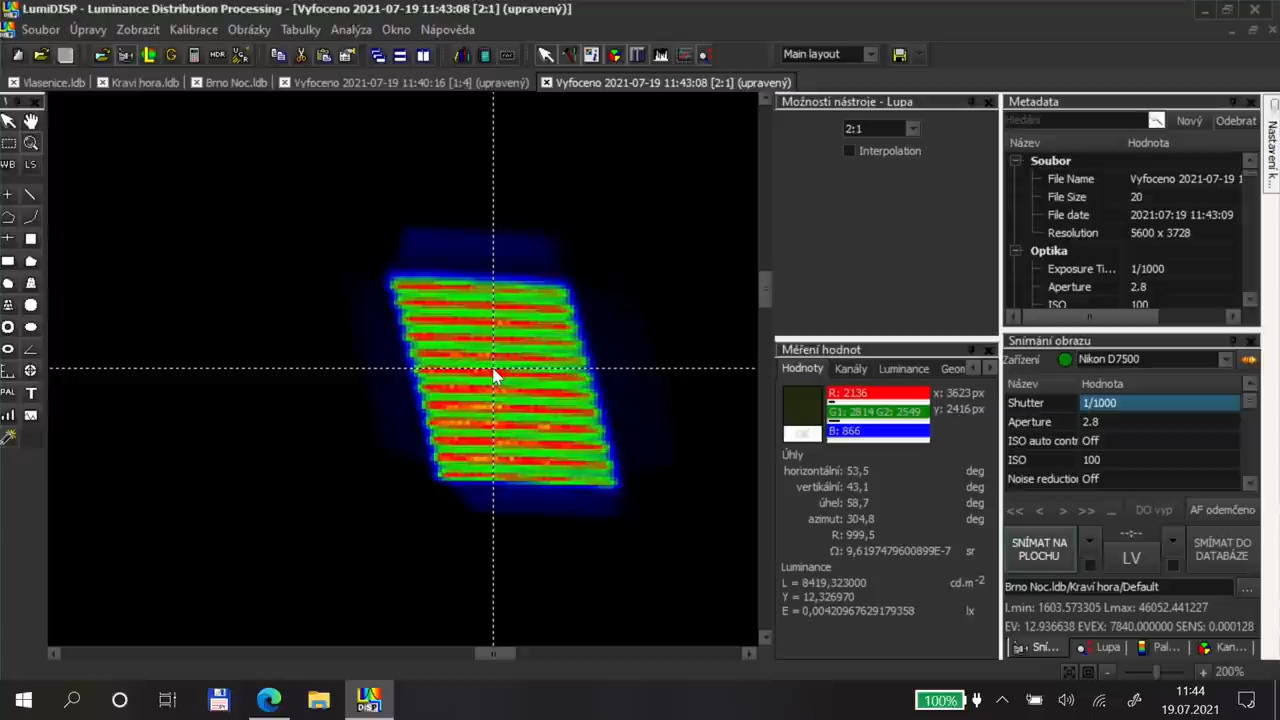 LumiDISP - Luminance Distribution Processing - [Vyfoceno 2021-07-19 11:43:08 [2:1] (upravený)]
Soubor Úpravy Zobrazit Kalibrace Obrázky Tabulky Analýza Okno Nápověda
HDR
Main layout
Vlasenice.ldb Kraví hora.ldb Brno Noc.ldb Vyfoceno 2021-07-19 11:40:16 [1:4] (upravený) Vyfoceno 2021-07-19 11:43:08 [2:1] (upravený)
WB LS
PAL T
Možnosti nástroje - Lupa
2:1
Interpolation
Měření hodnot
Hodnoty Kanály Luminance Geom
R: 2136 x: 3623 px
G1: 2814 G2: 2549 y: 2416 px
B: 866
Úhly
horizontální: 53,5 deg
vertikální: 43,1 deg
úhel: 58,7 deg
azimut: 304,8 deg
R: 999,5
Ω: 9,6197479600899E-7 sr
Luminance
L = 8419,323000 cd.m-2
Y = 12,326970
E = 0,00420967629179358 lx
Metadata
Hledání Nový Odebrat
Název Hodnota
Soubor
File Name Vyfoceno 2021-07-19 1
File Size 20
File date 2021:07:19 11:43:09
Resolution 5600 x 3728
Optika
Exposure Ti... 1/1000
Aperture 2.8
ISO 100
Nastavení k...
Snímání obrazu
Zařízení Nikon D7500
Název Hodnota
Shutter 1/1000
Aperture 2.8
ISO auto contr Off
ISO 100
Noise reduction Off
<< < > >> ... DO vyp AF odemčeno
SNÍMAT NA PLOCHU --:-- LV SMÍMAT DO DATABÁZE
Brno Noc.ldb/Kraví hora/Default ...
Lmin: 1603.573305 Lmax: 46052.441227
EV: 12.936638 EVEX: 7840.000000 SENS: 0.000128
Sní... Lupa Pal... Kan...
200%
DISP
100%
11:44
19.07.2021